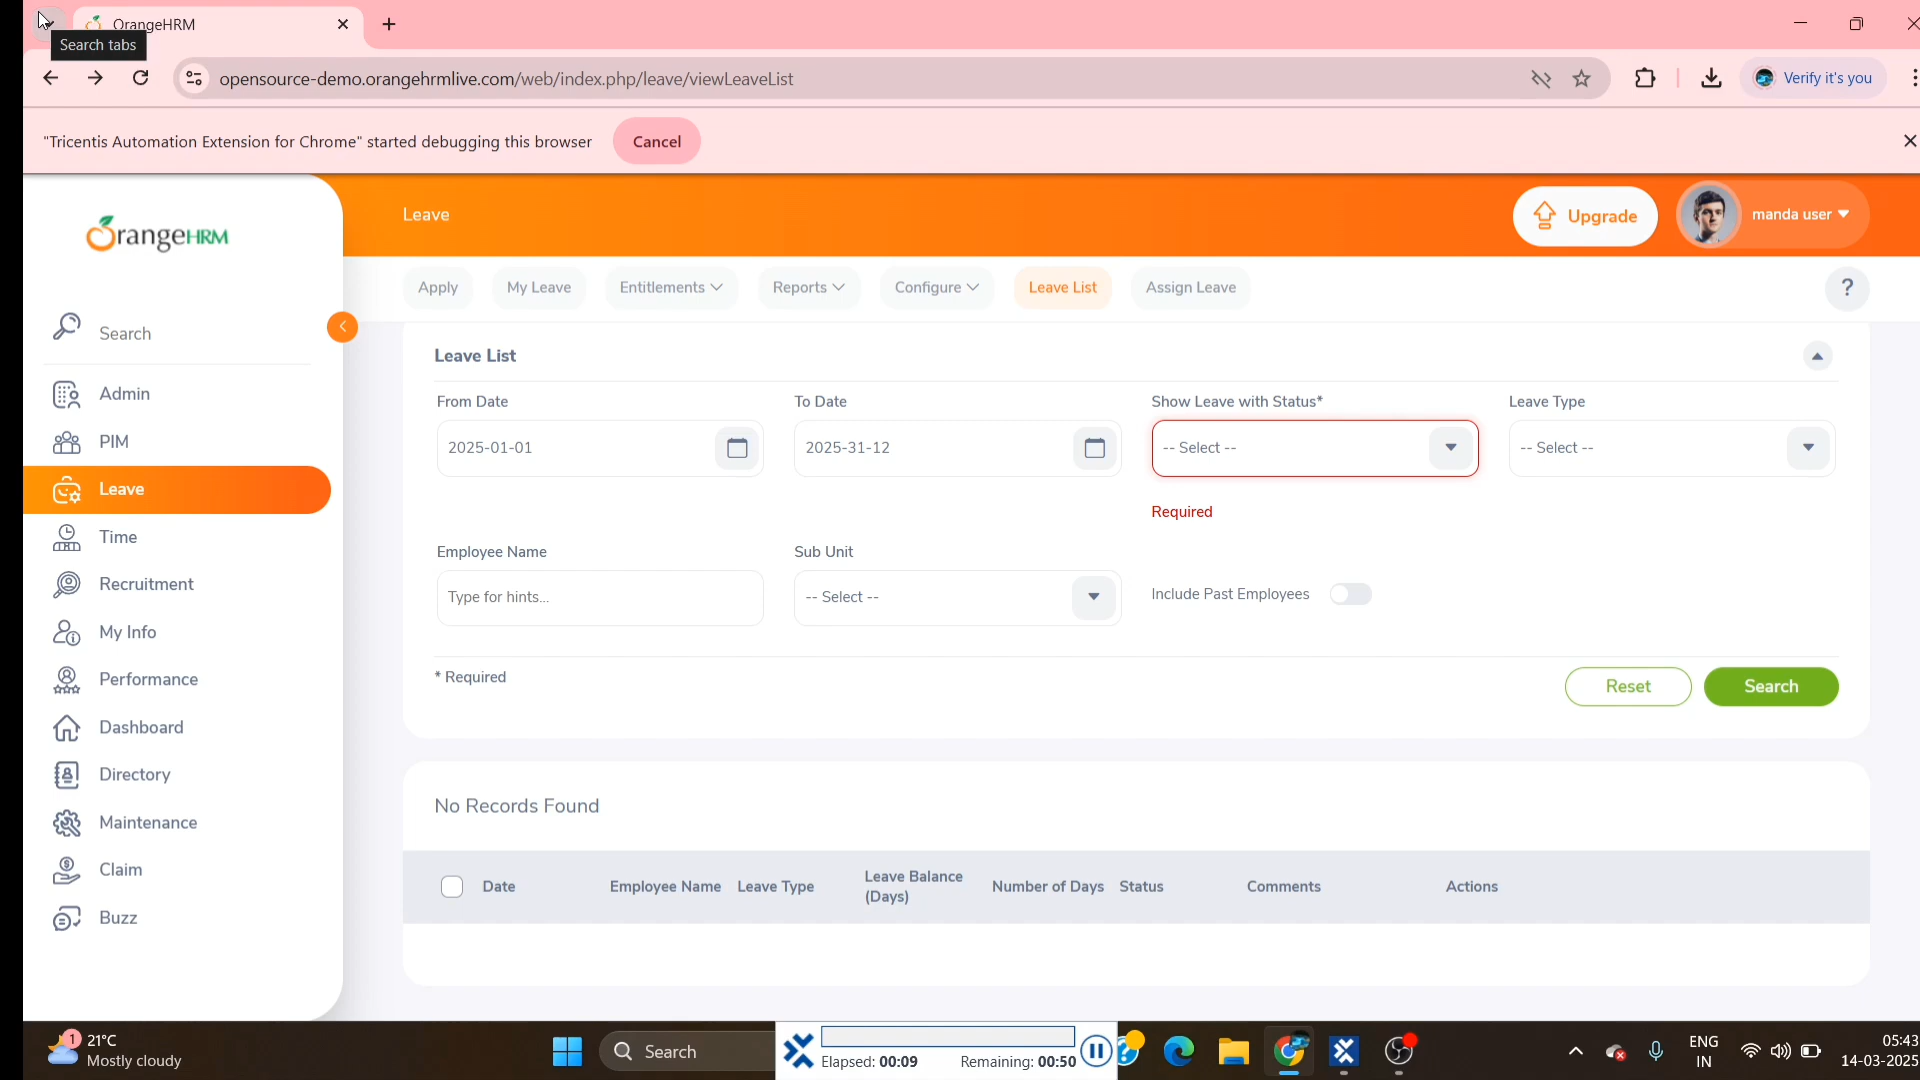 OrangeHRM
Search tabs
opensource-demo.orangehrmlive.com/web/index.php/leave/viewLeaveList
Verify it's you
"Tricentis Automation Extension for Chrome" started debugging this browser
Cancel
OrangeHRM
Leave
Upgrade
manda user
Apply
My Leave
Entitlements
Reports
Configure
Leave List
Assign Leave
?
Search
Admin
PIM
Leave
Time
Recruitment
My Info
Performance
Dashboard
Directory
Maintenance
Claim
Buzz
Leave List
From Date
To Date
Show Leave with Status*
Leave Type
2025-01-01
2025-31-12
-- Select --
-- Select --
Required
Employee Name
Sub Unit
Type for hints...
-- Select --
Include Past Employees
* Required
Reset
Search
No Records Found
Date
Employee Name
Leave Type
Leave Balance
(Days)
Number of Days
Status
Comments
Actions
1
21°C
Mostly cloudy
Search
Elapsed: 00:09
Remaining: 00:50
ENG
IN
05:43
14-03-2025